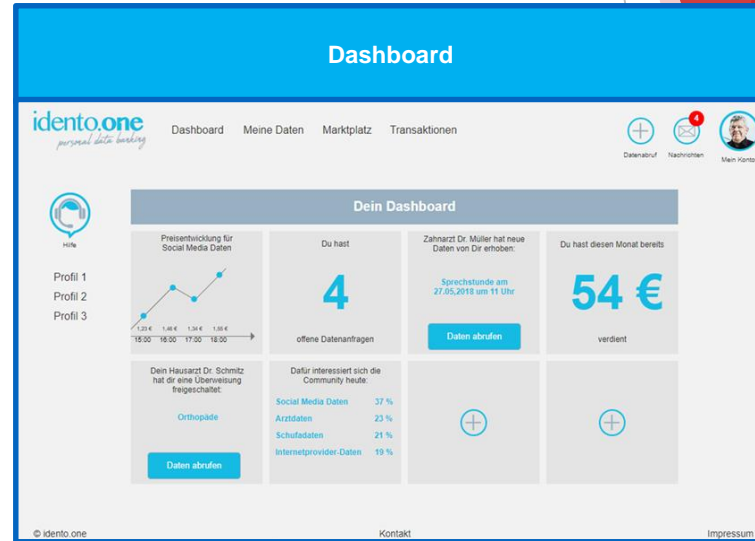 Dashboard
idento.one
personal data banking
Dashboard Meine Daten Marktplatz Transaktionen
4
Datenabruf Nachrichten Mein Konto
Hilfe
Profil 1
Profil 2
Profil 3
Dein Dashboard
Preisentwicklung für
Social Media Daten
1,23 € 1,46 € 1,34 € 1,55 €
15:00 16:00 17:00 18:00
Du hast
4
offene Datenanfragen
Zahnarzt Dr. Müller hat neue
Daten von Dir erhoben:
Sprechstunde am
27.05,2018 um 11 Uhr
Daten abrufen
Du hast diesen Monat bereits
54 €
verdient
Dein Hausarzt Dr. Schmitz
hat dir eine Überweisung
freigeschaltet:
Orthopäde
Daten abrufen
Dafür interessiert sich die
Community heute:
Social Media Daten 37 %
Arztdaten 23 %
Schufadaten 21 %
Internetprovider-Daten 19 %
© idento.one
Kontakt
Impressum